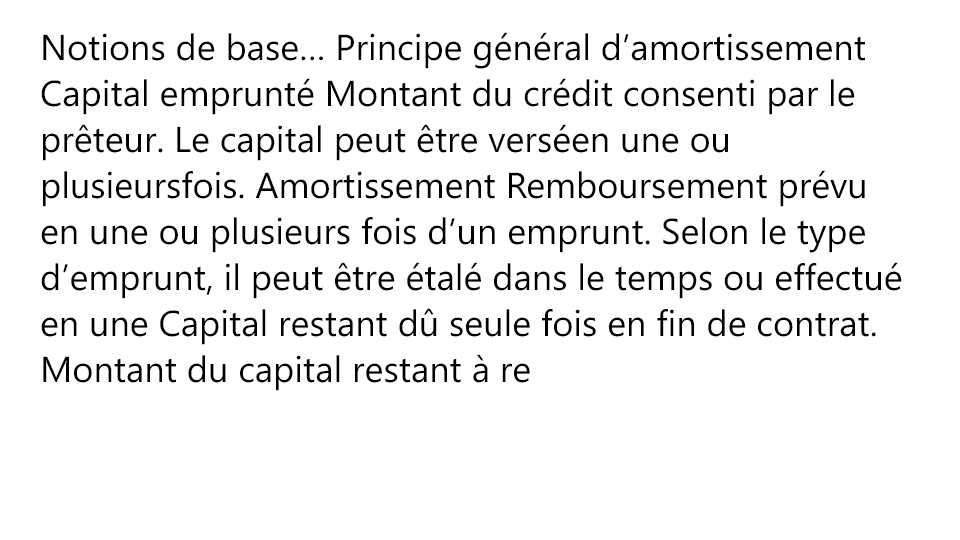 Notions de base… Principe général d’amortissement
Capital emprunté Montant du crédit consenti par le
prêteur. Le capital peut être verséen une ou
plusieursfois. Amortissement Remboursement prévu
en une ou plusieurs fois d’un emprunt. Selon le type
d’emprunt, il peut être étalé dans le temps ou effectué
en une Capital restant dû seule fois en fin de contrat.
Montant du capital restant à re